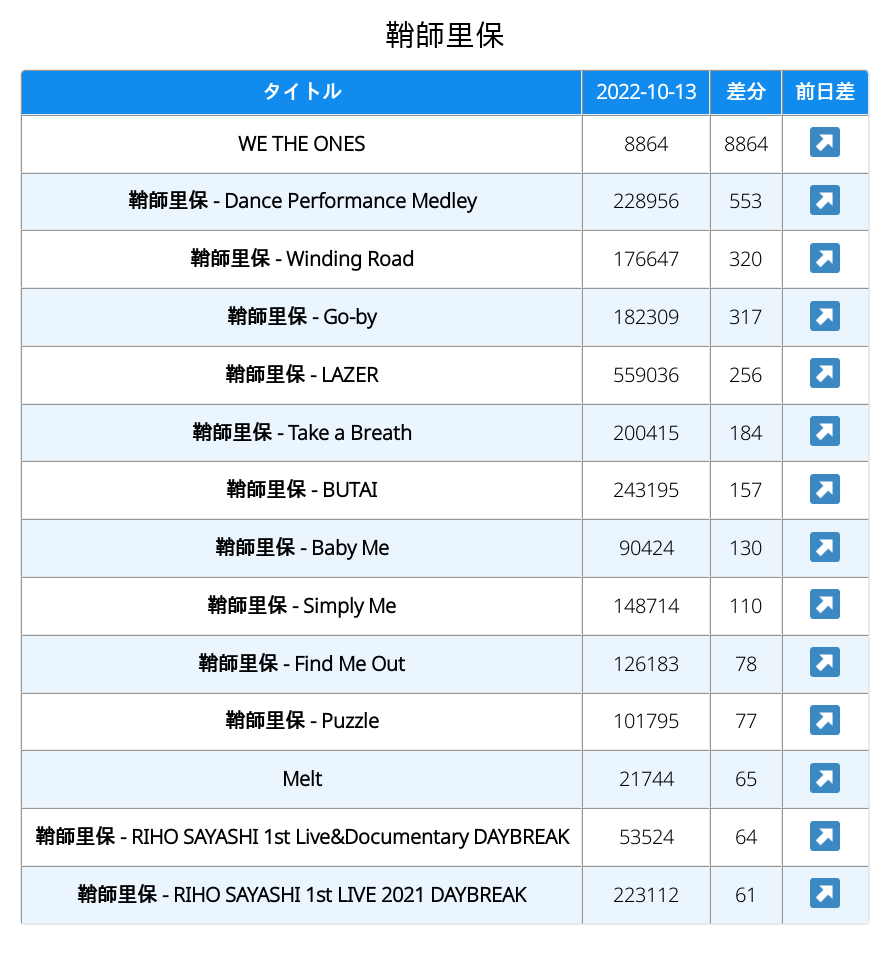 鞘師里保
タイトル 2022-10-13 差分 前日差
WE THE ONES 8864 8864
鞘師里保 - Dance Performance Medley 228956 553
鞘師里保 - Winding Road 176647 320
鞘師里保 - Go-by 182309 317
鞘師里保 - LAZER 559036 256
鞘師里保 - Take a Breath 200415 184
鞘師里保 - BUTAI 243195 157
鞘師里保 - Baby Me 90424 130
鞘師里保 - Simply Me 148714 110
鞘師里保 - Find Me Out 126183 78
鞘師里保 - Puzzle 101795 77
Melt 21744 65
鞘師里保 - RIHO SAYASHI 1st Live&Documentary DAYBREAK 53524 64
鞘師里保 - RIHO SAYASHI 1st LIVE 2021 DAYBREAK 223112 61